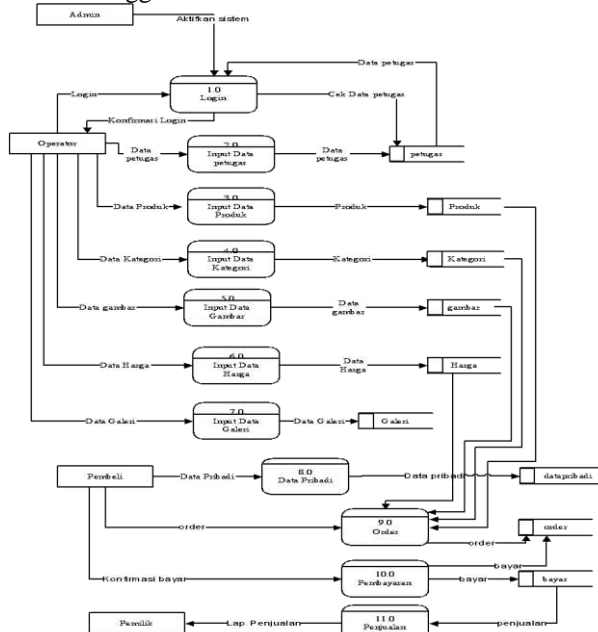 gg
Admin
Aktifkan sistem
Data petugas
1.0
Login
Login
Cek Data petugas
Konfirmasi Login
Operator
Data
petugas
2.0
Input Data
petugas
Data
petugas
petugas
Data Produk
3.0
Input Data
Produk
Produk
Produk
Data Kategori
4.0
Input Data
Kategori
Kategori
Kategori
Data gambar
5.0
Input Data
Gambar
Data
gambar
gambar
Data Harga
6.0
Input Data
Harga
Data
Harga
Harga
Data Galeri
7.0
Input Data
Galeri
Data Galeri
Galeri
Pembeli
Data Pribadi
8.0
Data Pribadi
Data pribadi
datapribadi
order
9.0
Order
order
order
Konfirmasi bayar
10.0
Pembayaran
bayar
bayar
bayar
Pemilik
Lap. Penjualan
11.0
Penjualan
penjualan